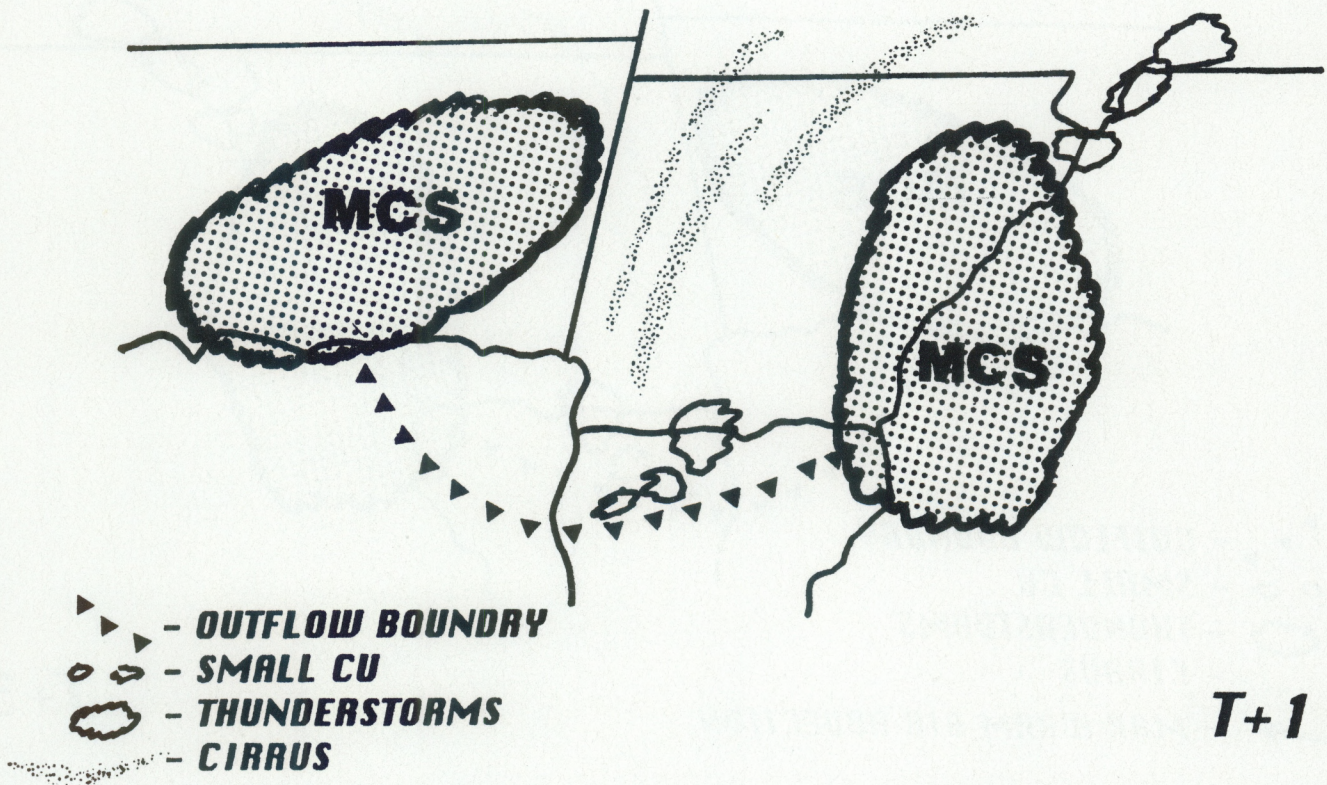 MCS
MCS
- OUTFLOW BOUNDRY
- SMALL CU
- THUNDERSTORMS
- CIRRUS
T+1